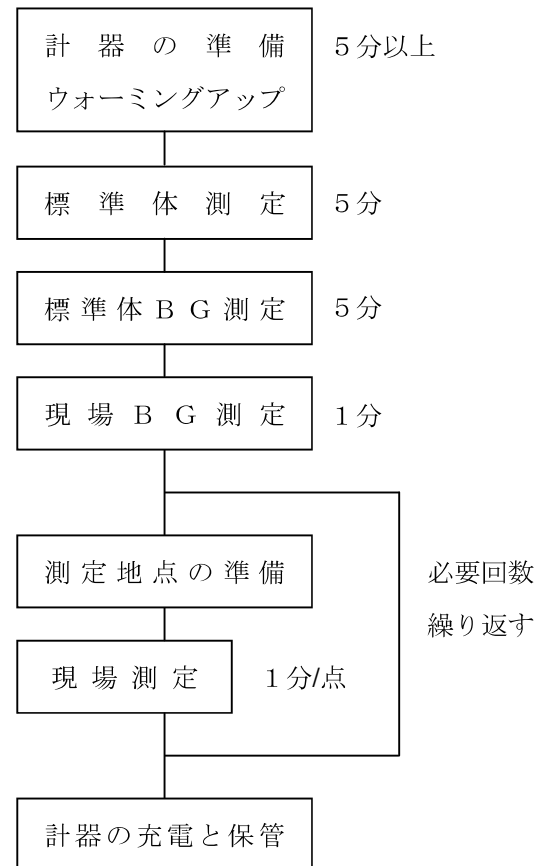 計器の準備 5分以上
ウォーミングアップ
標準体測定 5分
標準体BG測定 5分
現場BG測定 1分
測定地点の準備 必要回数
繰り返す
現場測定 1分/点
計器の充電と保管